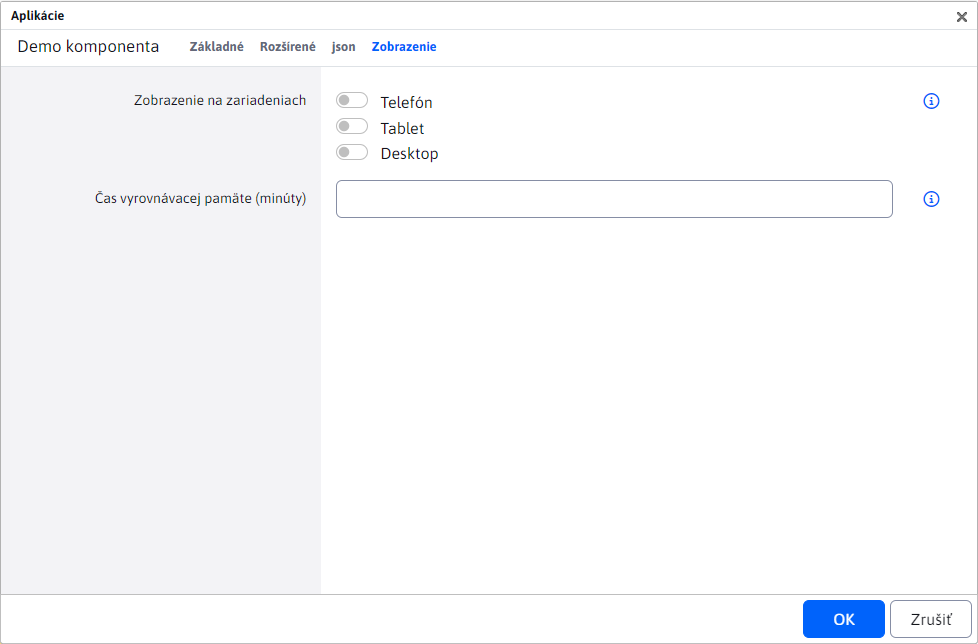 Aplikácie
Demo komponenta Základné Rozšírené json Zobrazenie
Zobrazenie na zariadeniach
Telefón
Tablet
Desktop
Čas vyrovnávacej pamäte (minúty)
OK Zrušiť